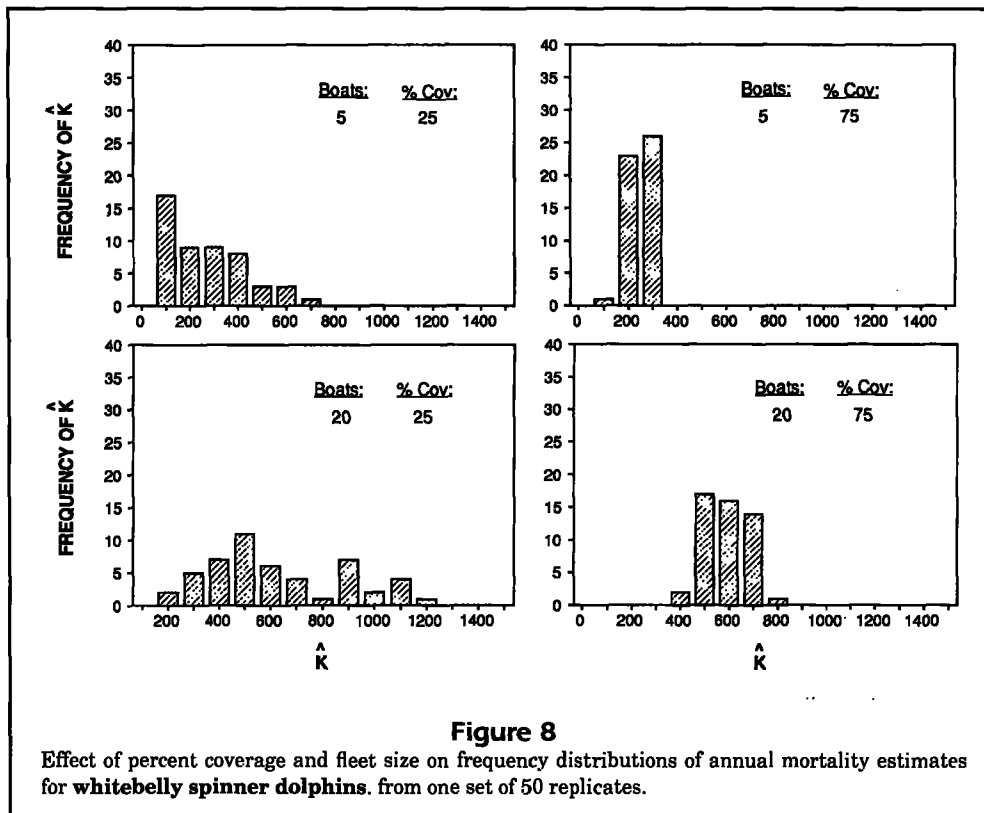 40
35
30
25
20
15
10
5
0
FREQUENCY OF K̂
Boats: % Cov:
5 25
0 200 400 600 800 1000 1200 1400
40
35
30
25
20
15
10
5
0
Boats: % Cov:
5 75
0 200 400 600 800 1000 1200 1400
40
35
30
25
20
15
10
5
0
FREQUENCY OF K̂
Boats: % Cov:
20 25
200 400 600 800 1000 1200 1400
K̂
40
35
30
25
20
15
10
5
0
Boats: % Cov:
20 75
0 200 400 600 800 1000 1200 1400
K̂
Figure 8
Effect of percent coverage and fleet size on frequency distributions of annual mortality estimates
for whitebelly spinner dolphins. from one set of 50 replicates.